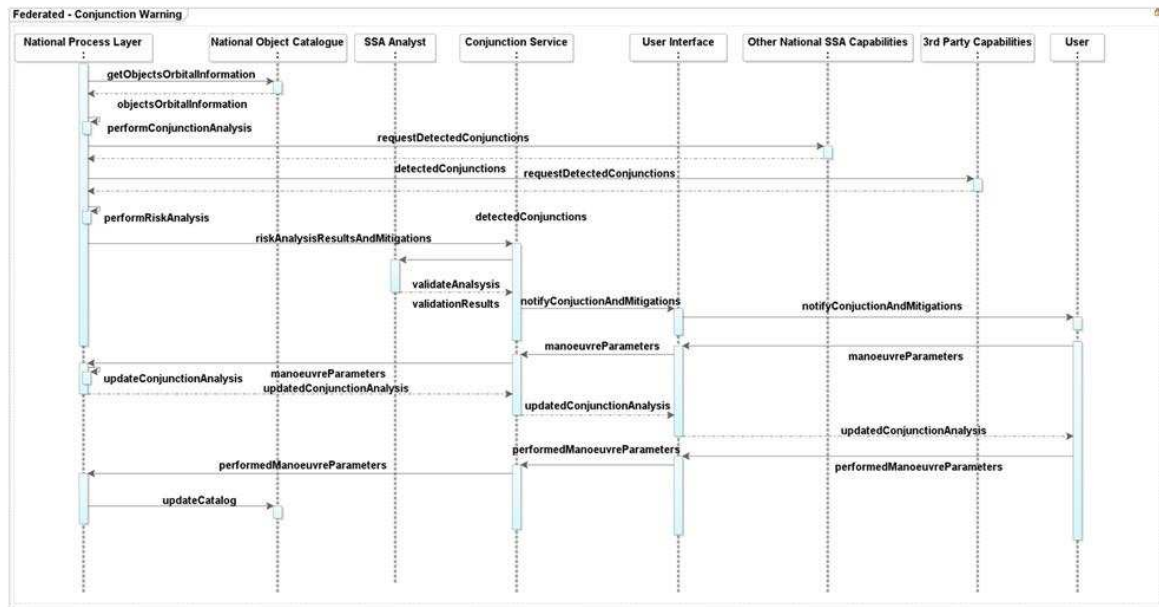 Federated - Conjunction Warning
National Process Layer
National Object Catalogue
SSA Analyst
Conjunction Service
User Interface
Other National SSA Capabilities
3rd Party Capabilities
User
getObjectsOrbitalInformation
objectsOrbitalInformation
performConjunctionAnalysis
requestDetectedConjunctions
detectedConjunctions
requestDetectedConjunctions
performRiskAnalysis
detectedConjunctions
riskAnalysisResultsAndMitigations
validateAnalsysis
validationResults
notifyConjuctionAndMitigations
notifyConjuctionAndMitigations
manoeuvreParameters
manoeuvreParameters
manoeuvreParameters
updateConjunctionAnalysis
updatedConjunctionAnalysis
updatedConjunctionAnalysis
updatedConjunctionAnalysis
performedManoeuvreParameters
performedManoeuvreParameters
performedManoeuvreParameters
updateCatalog